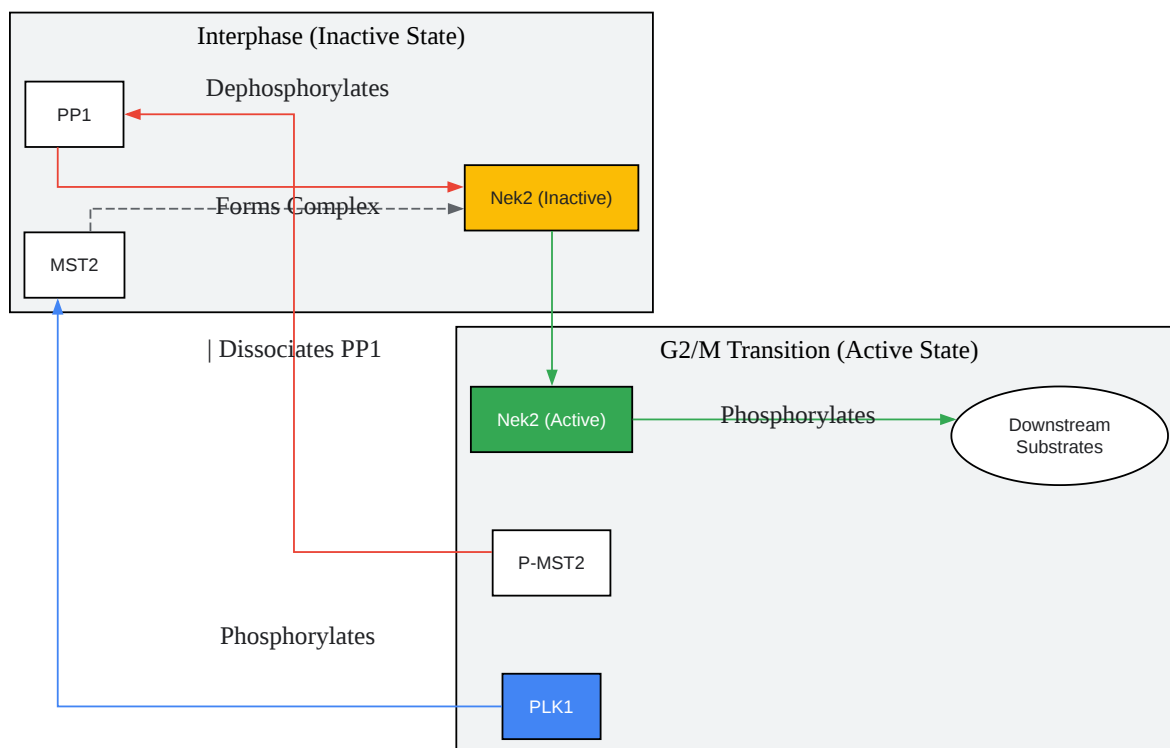 Interphase (Inactive State)
Dephosphorylates
PP1
Nek2 (Inactive)
Forms Complex
MST2
| Dissociates PP1
G2/M Transition (Active State)
Nek2 (Active)
Phosphorylates
Downstream
Substrates
P-MST2
Phosphorylates
PLK1